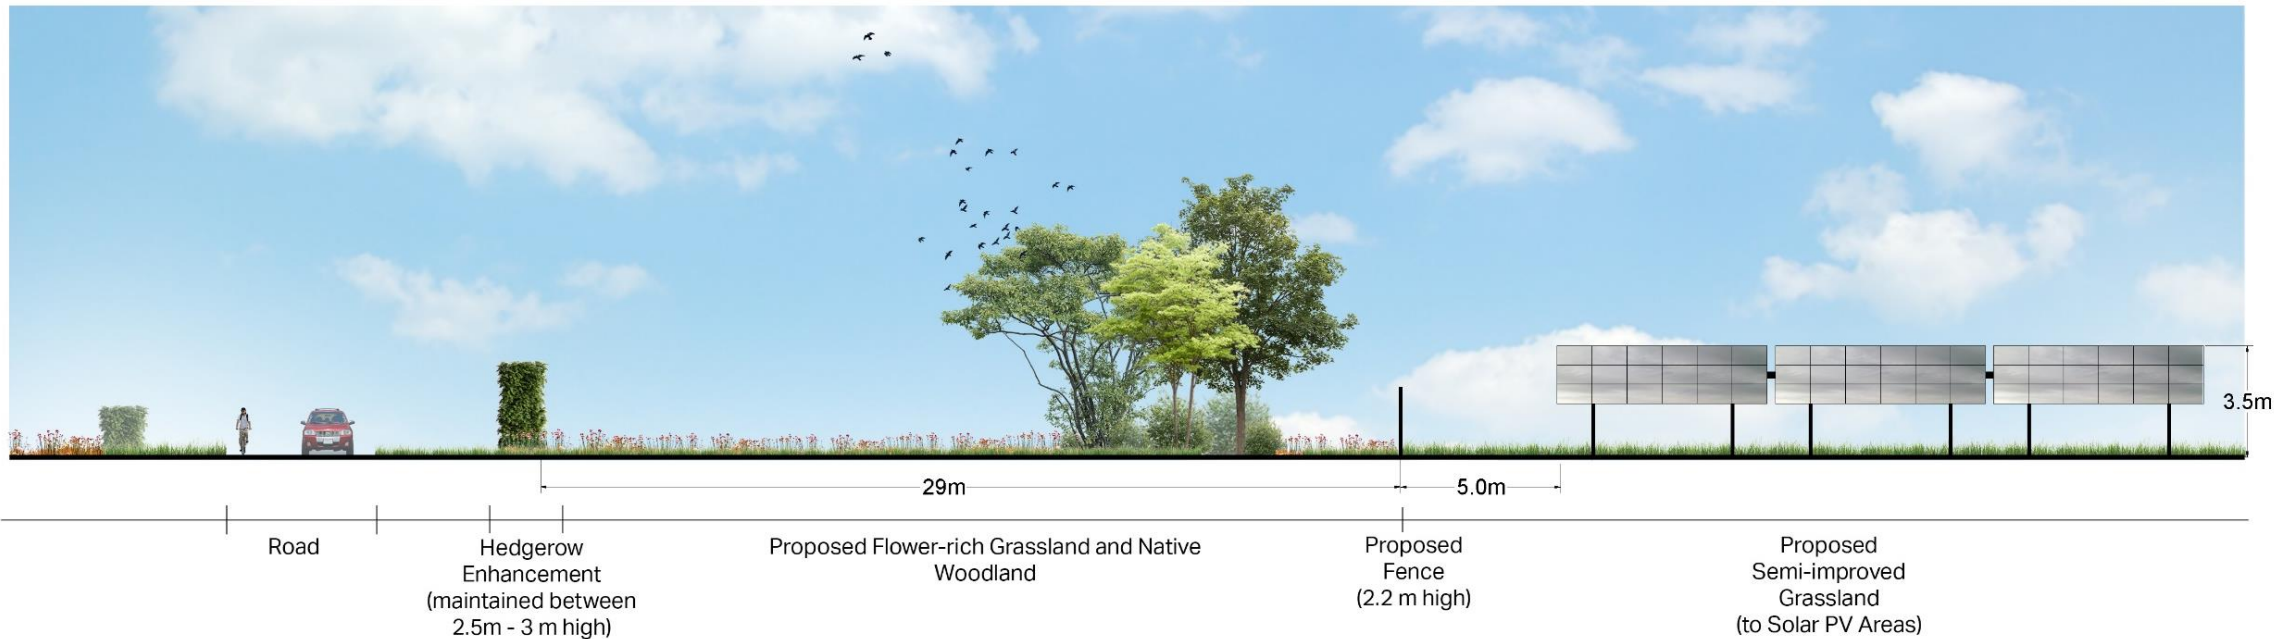 3.5m
29m
5.0m
Road
Hedgerow
Enhancement
(maintained between
2.5m - 3 m high)
Proposed Flower-rich Grassland and Native
Woodland
Proposed
Fence
(2.2 m high)
Proposed
Semi-improved
Grassland
(to Solar PV Areas)